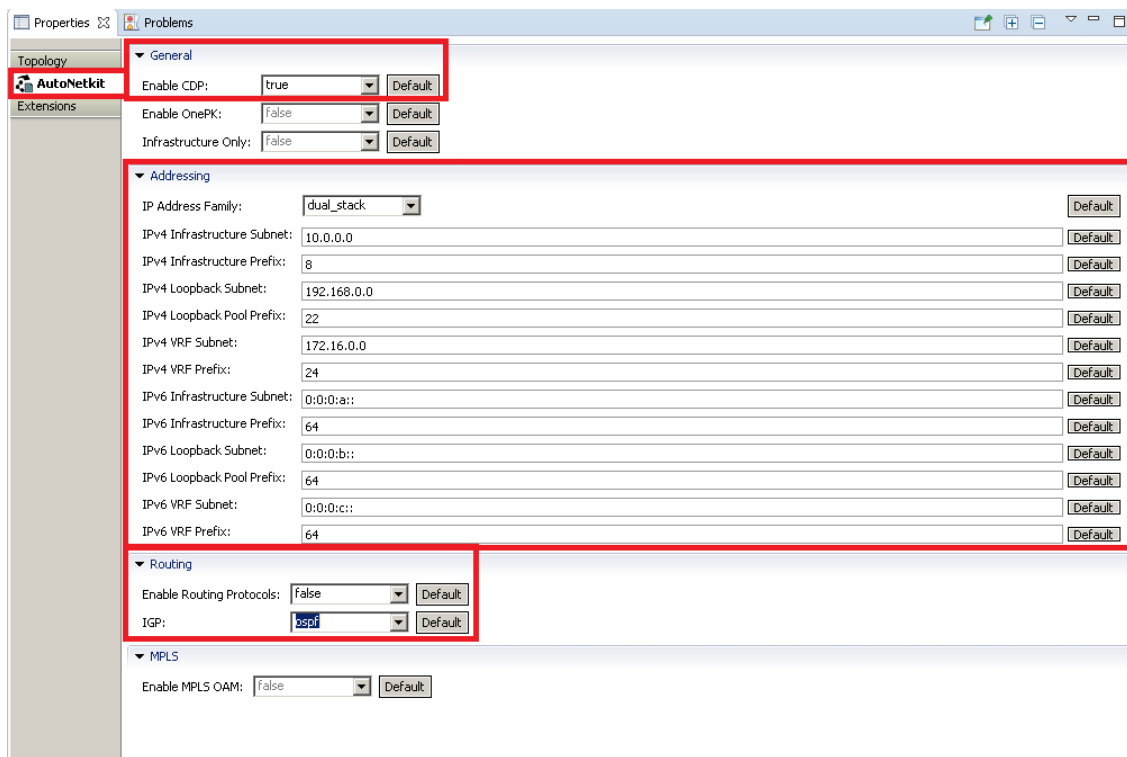 Properties Problems
Topology
AutoNetkit
Extensions
General
Enable CDP: true Default
Enable OnePK: false Default
Infrastructure Only: false Default
Addressing
IP Address Family: dual_stack Default
IPv4 Infrastructure Subnet: 10.0.0.0 Default
IPv4 Infrastructure Prefix: 8 Default
IPv4 Loopback Subnet: 192.168.0.0 Default
IPv4 Loopback Pool Prefix: 22 Default
IPv4 VRF Subnet: 172.16.0.0 Default
IPv4 VRF Prefix: 24 Default
IPv6 Infrastructure Subnet: 0:0:0:a:: Default
IPv6 Infrastructure Prefix: 64 Default
IPv6 Loopback Subnet: 0:0:0:b:: Default
IPv6 Loopback Pool Prefix: 64 Default
IPv6 VRF Subnet: 0:0:0:c:: Default
IPv6 VRF Prefix: 64 Default
Routing
Enable Routing Protocols: false Default
IGP: ospf Default
MPLS
Enable MPLS OAM: false Default